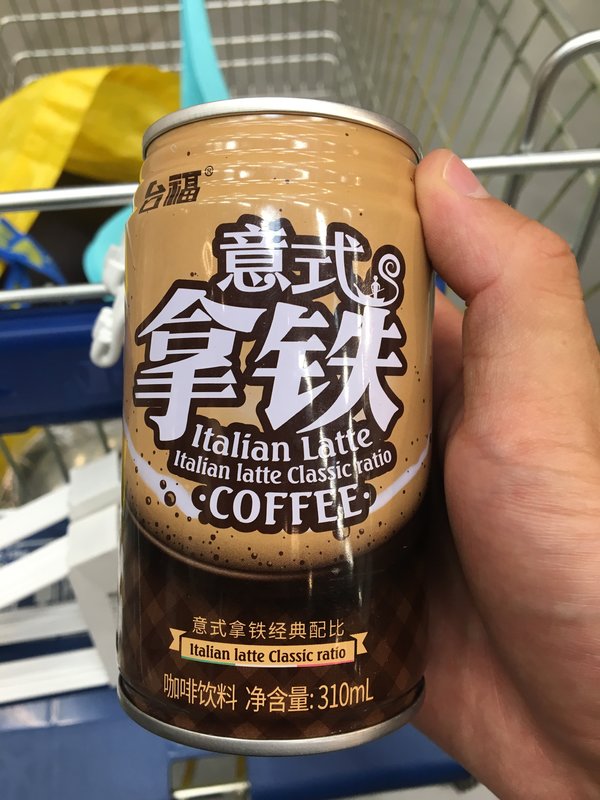 台福®
意式
拿铁
Italian Latte
Italian latte Classic ratio
·COFFEE·
意式拿铁经典配比
Italian latte Classic ratio
咖啡饮料 净含量:310mL